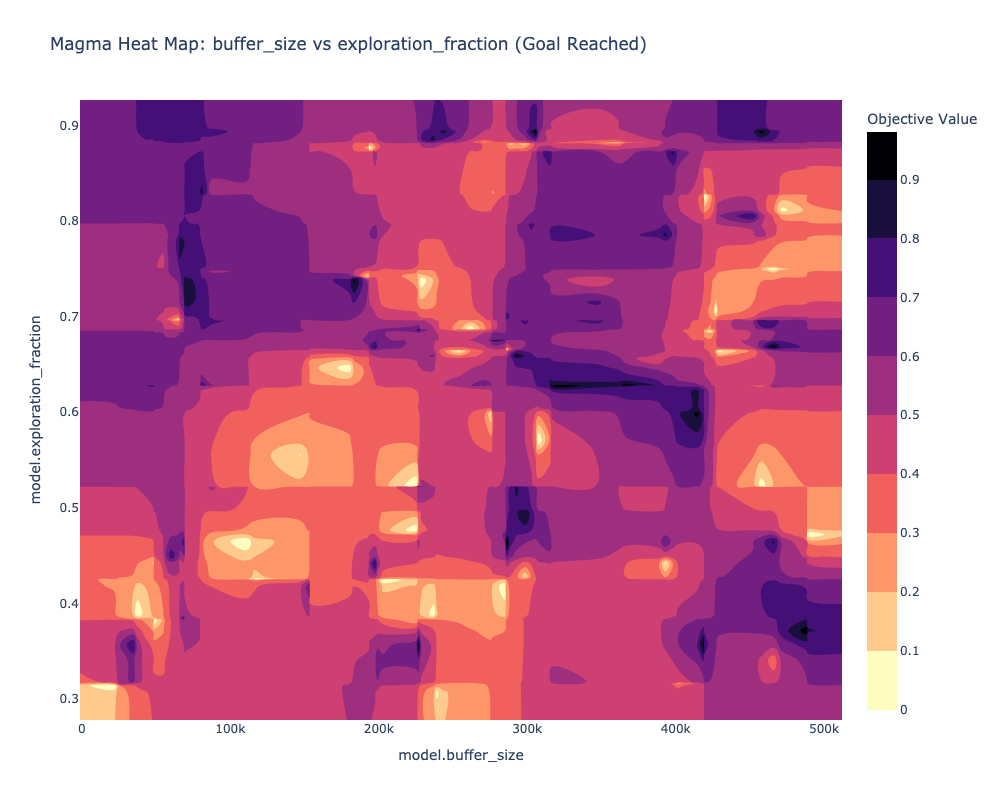 Magma Heat Map: buffer_size vs exploration_fraction (Goal Reached)
Objective Value
0.9
0.8
0.7
0.6
0.5
0.4
0.3
0.2
0.1
0
model.exploration_fraction
0.9
0.8
0.7
0.6
0.5
0.4
0.3
0
100k
200k
300k
400k
500k
model.buffer_size